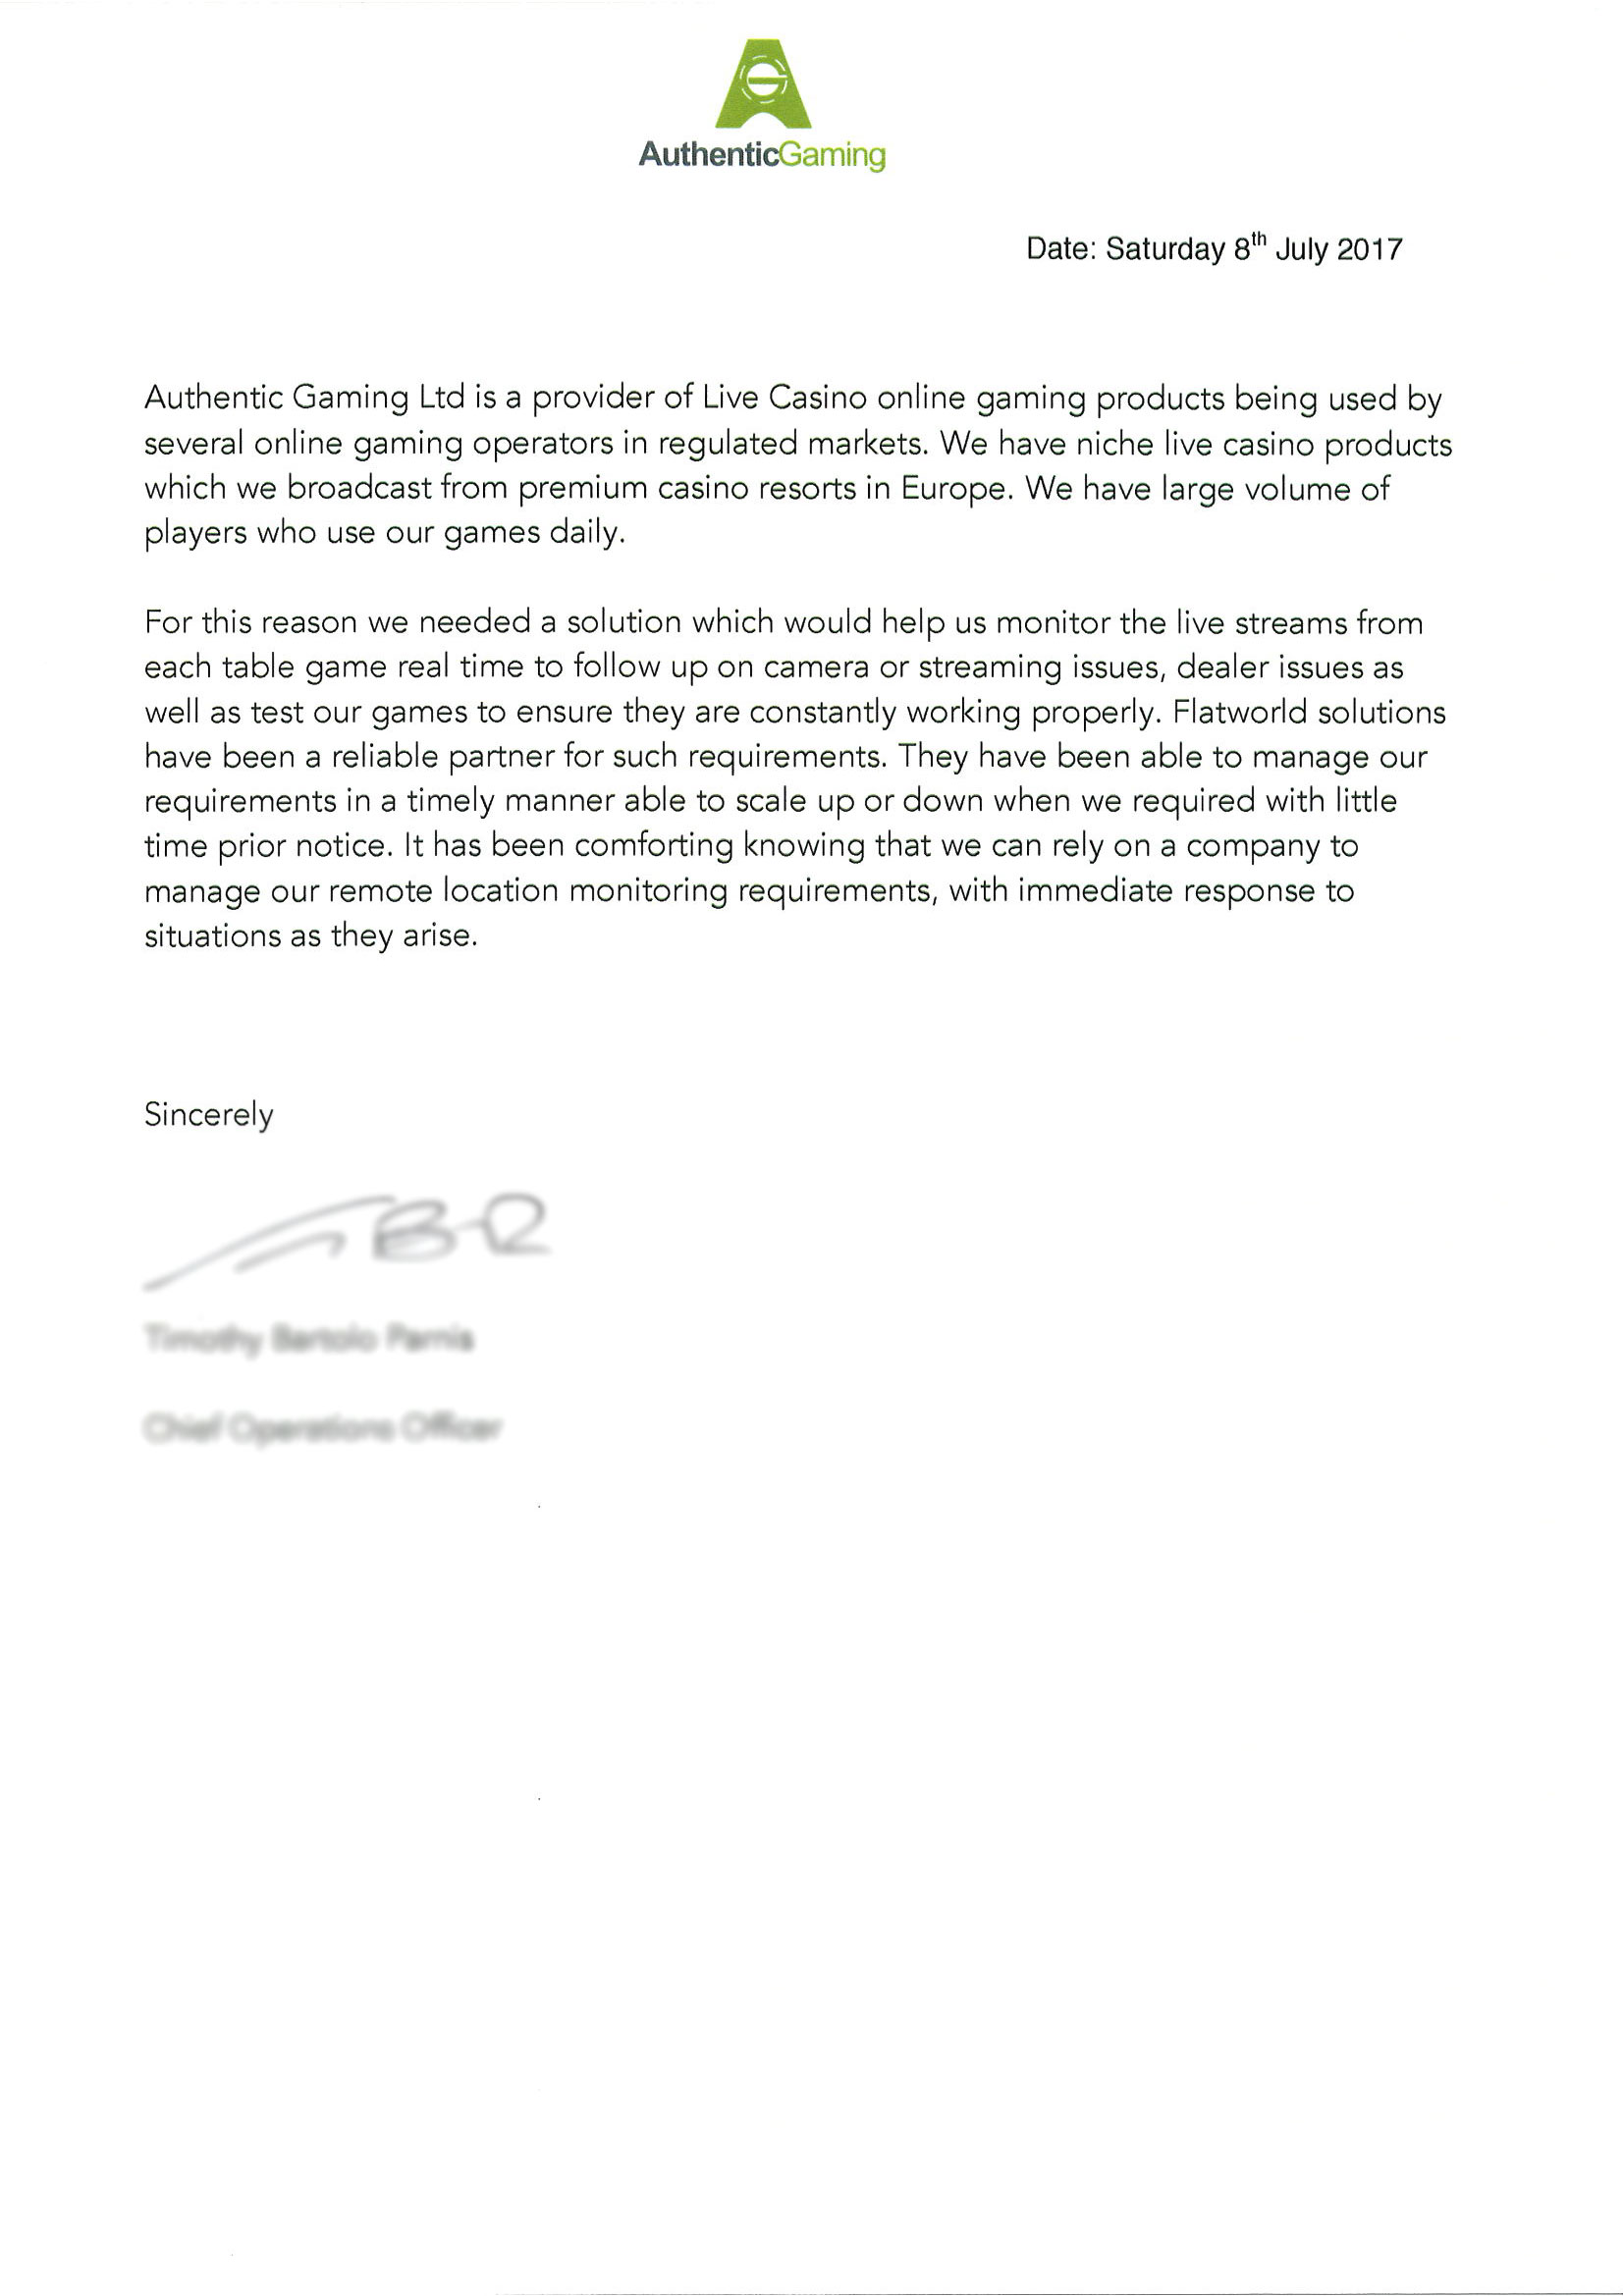 AuthenticGaming
Date: Saturday 8th July 2017
Authentic Gaming Ltd is a provider of Live Casino online gaming products being used by
several online gaming operators in regulated markets. We have niche live casino products
which we broadcast from premium casino resorts in Europe. We have large volume of
players who use our games daily.
For this reason we needed a solution which would help us monitor the live streams from
each table game real time to follow up on camera or streaming issues, dealer issues as
well as test our games to ensure they are constantly working properly. Flatworld solutions
have been a reliable partner for such requirements. They have been able to manage our
requirements in a timely manner able to scale up or down when we required with little
time prior notice. It has been comforting knowing that we can rely on a company to
manage our remote location monitoring requirements, with immediate response to
situations as they arise.
Sincerely